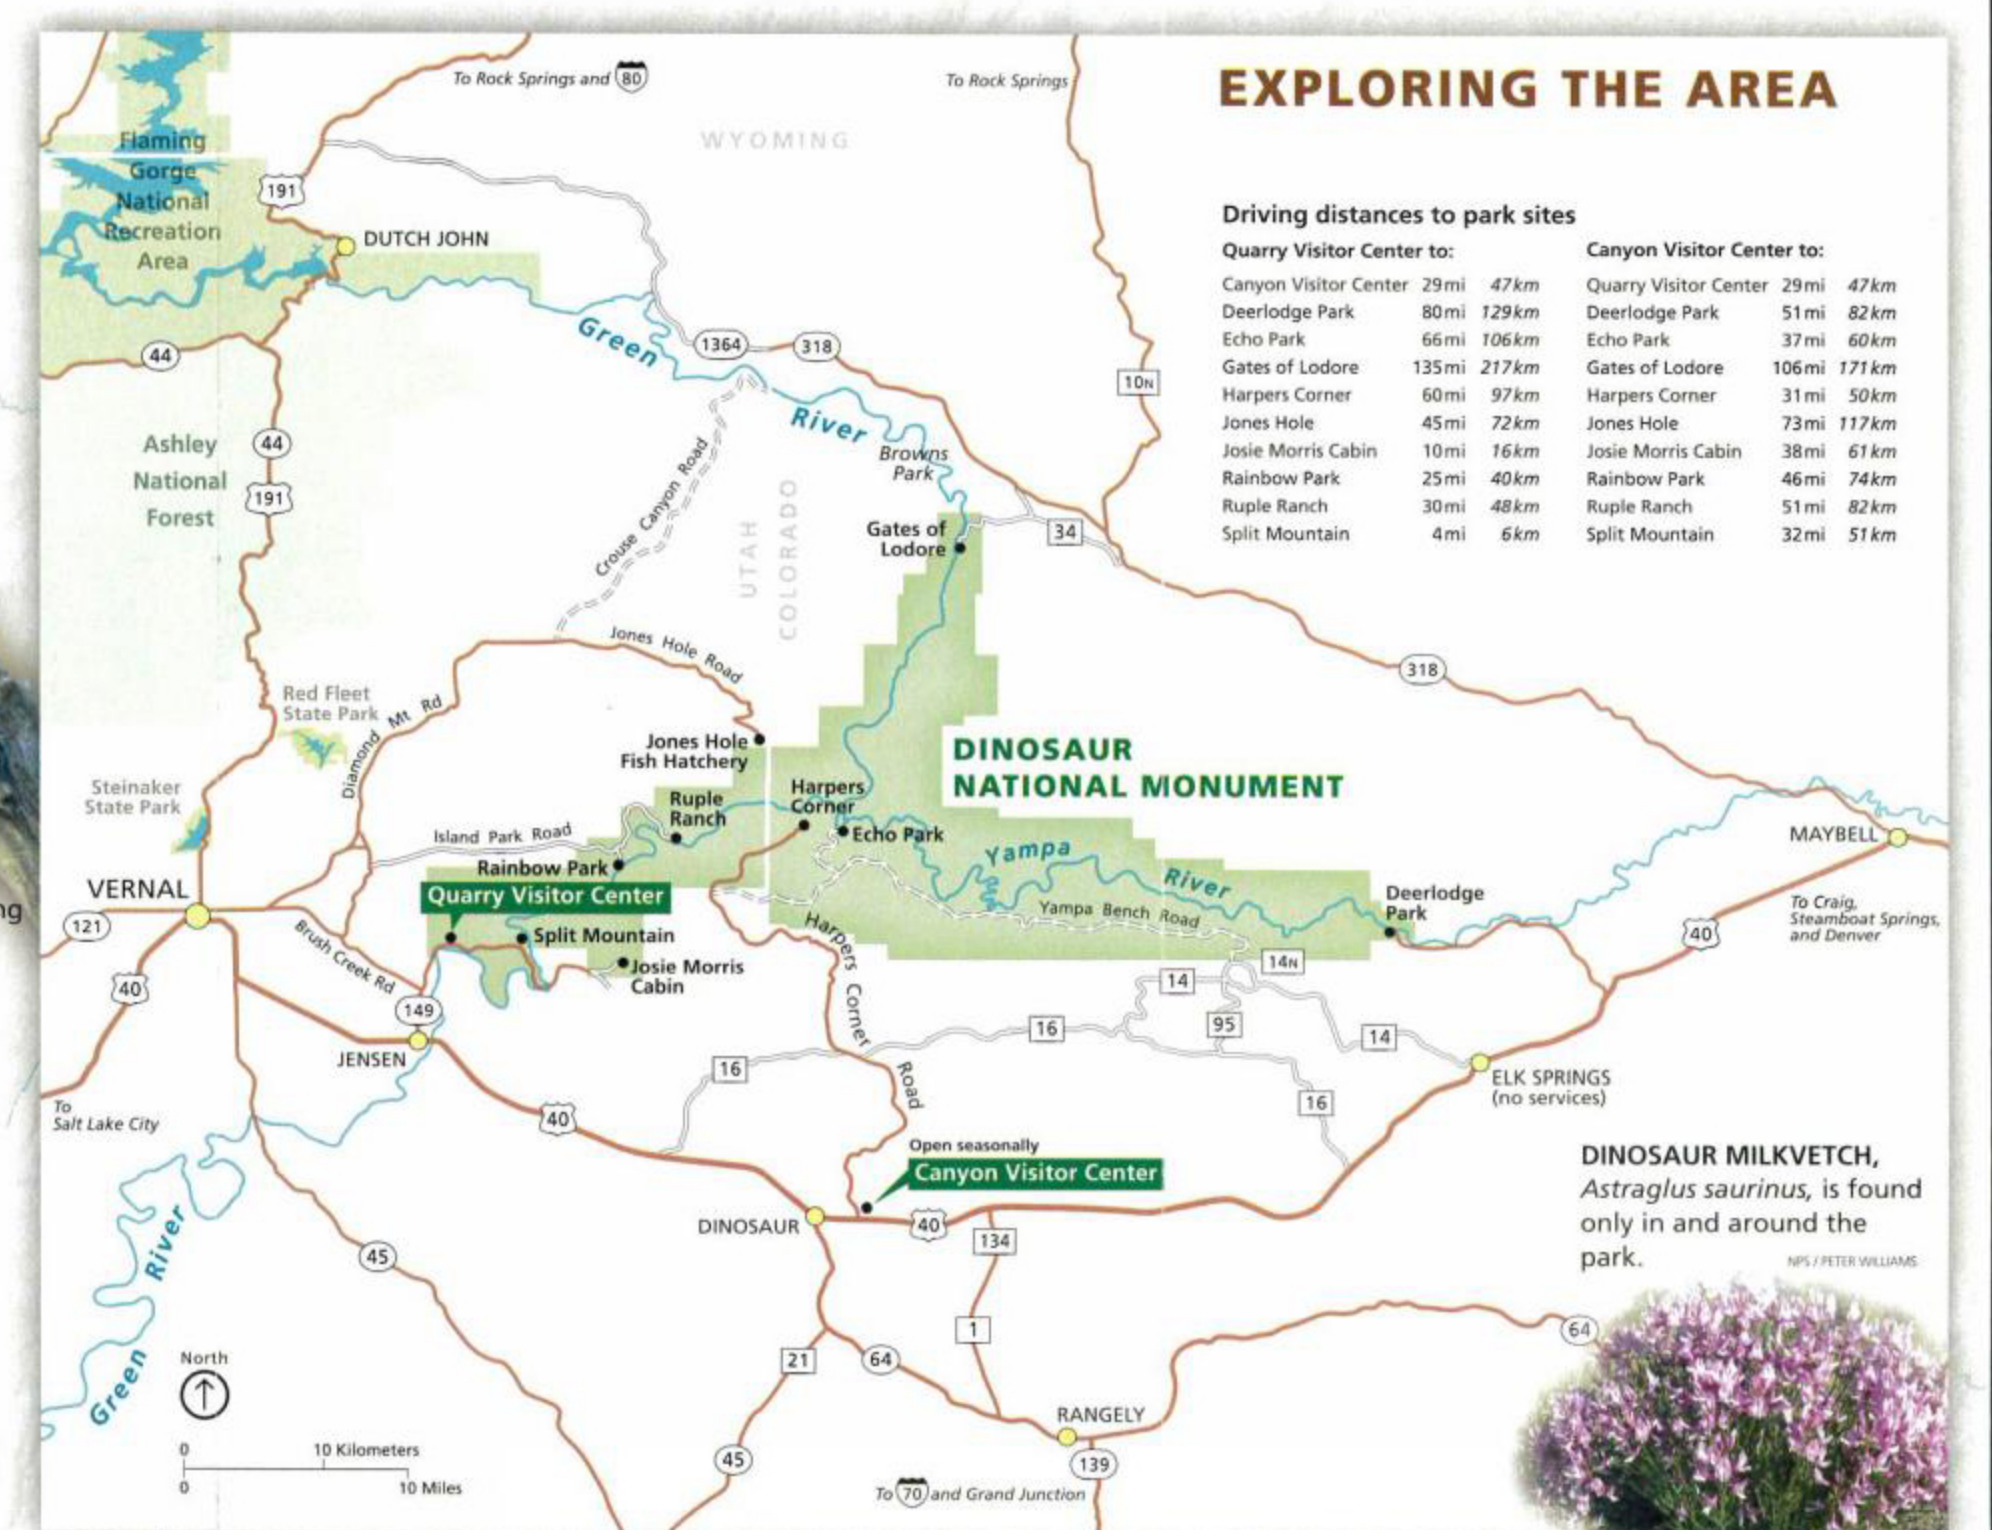 EXPLORING THE AREA
To Rock Springs and 80
To Rock Springs
WYOMING
Flaming
Gorge
National
Recreation
Area
191
DUTCH JOHN
Driving distances to park sites
Quarry Visitor Center to:
Canyon Visitor Center 29mi 47km
Deerlodge Park 80mi 129km
Echo Park 66mi 106km
Gates of Lodore 135mi 217km
Harpers Corner 60mi 97km
Jones Hole 45mi 72km
Josie Morris Cabin 10mi 16km
Rainbow Park 25mi 40km
Ruple Ranch 30mi 48km
Split Mountain 4mi 6km
Canyon Visitor Center to:
Quarry Visitor Center 29mi 47km
Deerlodge Park 51mi 82km
Echo Park 37mi 60km
Gates of Lodore 106mi 171km
Harpers Corner 31mi 50km
Jones Hole 73mi 117km
Josie Morris Cabin 38mi 61km
Rainbow Park 46mi 74km
Ruple Ranch 51mi 82km
Split Mountain 32mi 51km
Green
River
1364
318
44
10N
Ashley
National
Forest
44
191
Crouse Canyon Road
Browns
Park
UTAH
COLORADO
Gates of
Lodore
34
318
Jones Hole Road
Red Fleet
State Park
Diamond Mt Rd
Steinaker
State Park
Jones Hole
Fish Hatchery
DINOSAUR
NATIONAL MONUMENT
Harpers
Corner
Ruple
Ranch
Echo Park
Island Park Road
Rainbow Park
Yampa
River
MAYBELL
VERNAL
Quarry Visitor Center
Deerlodge
Park
Yampa Bench Road
To Craig,
Steamboat Springs,
and Denver
40
ng
121
Brush Creek Rd
Split Mountain
Josie Morris
Cabin
Harpers Corner
Road
14N
14
40
149
95
16
14
JENSEN
16
ELK SPRINGS
(no services)
16
To
Salt Lake City
40
Open seasonally
Canyon Visitor Center
DINOSAUR
40
134
DINOSAUR MILKVETCH,
Astraglus saurinus, is found
only in and around the
park.
NPS / PETER WILLIAMS
River
Green
45
1
64
21
64
North
RANGELY
0 10 Kilometers
0 10 Miles
45
139
To 70 and Grand Junction